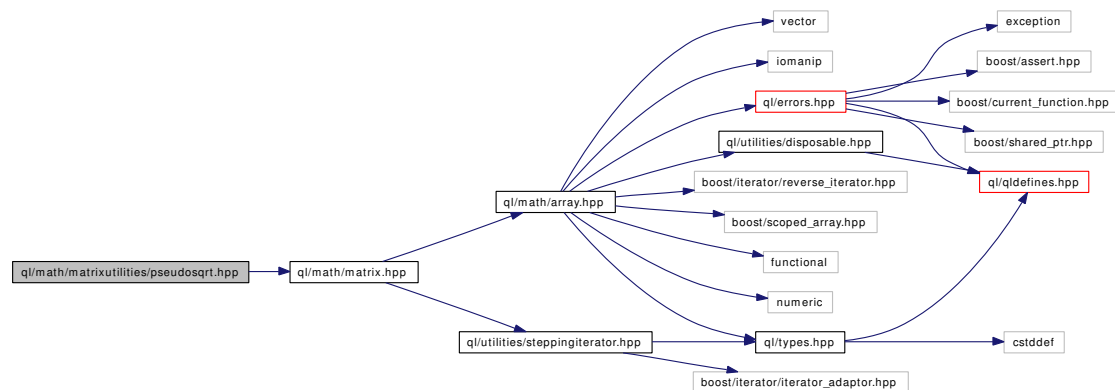 vector
exception
iomanip
boost/assert.hpp
ql/errors.hpp
boost/current_function.hpp
ql/utilities/disposable.hpp
boost/shared_ptr.hpp
boost/iterator/reverse_iterator.hpp
ql/qldefines.hpp
ql/math/array.hpp
boost/scoped_array.hpp
functional
ql/math/matrixutilities/pseudosqrt.hpp
ql/math/matrix.hpp
numeric
ql/utilities/steppingiterator.hpp
ql/types.hpp
cstddef
boost/iterator/iterator_adaptor.hpp